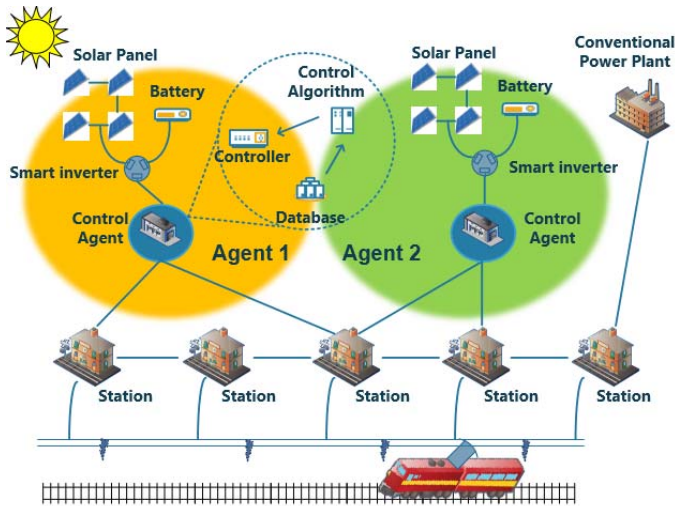 Solar Panel
Battery
Smart inverter
Control
Agent
Agent 1
Control
Algorithm
Controller
Database
Solar Panel
Battery
Smart inverter
Control
Agent
Agent 2
Conventional
Power Plant
Station
Station
Station
Station
Station